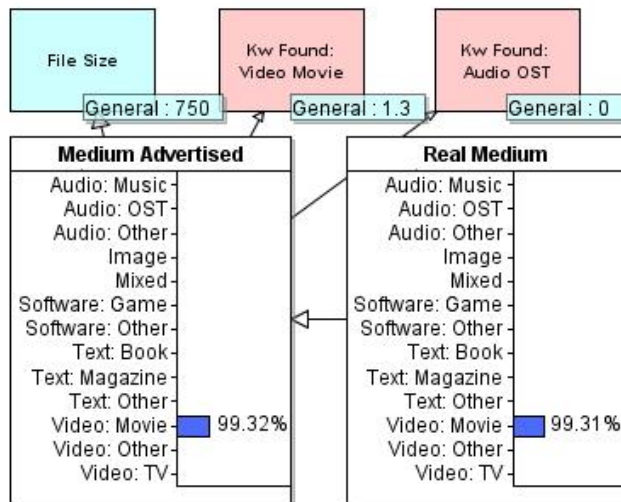 File Size
Kw Found:
Video Movie
Kw Found:
Audio OST
General : 750
General : 1.3
General : 0
Medium Advertised
Audio: Music
Audio: OST
Audio: Other
Image
Mixed
Software: Game
Software: Other
Text: Book
Text: Magazine
Text: Other
Video: Movie 99.32%
Video: Other
Video: TV
Real Medium
Audio: Music
Audio: OST
Audio: Other
Image
Mixed
Software: Game
Software: Other
Text: Book
Text: Magazine
Text: Other
Video: Movie 99.31%
Video: Other
Video: TV